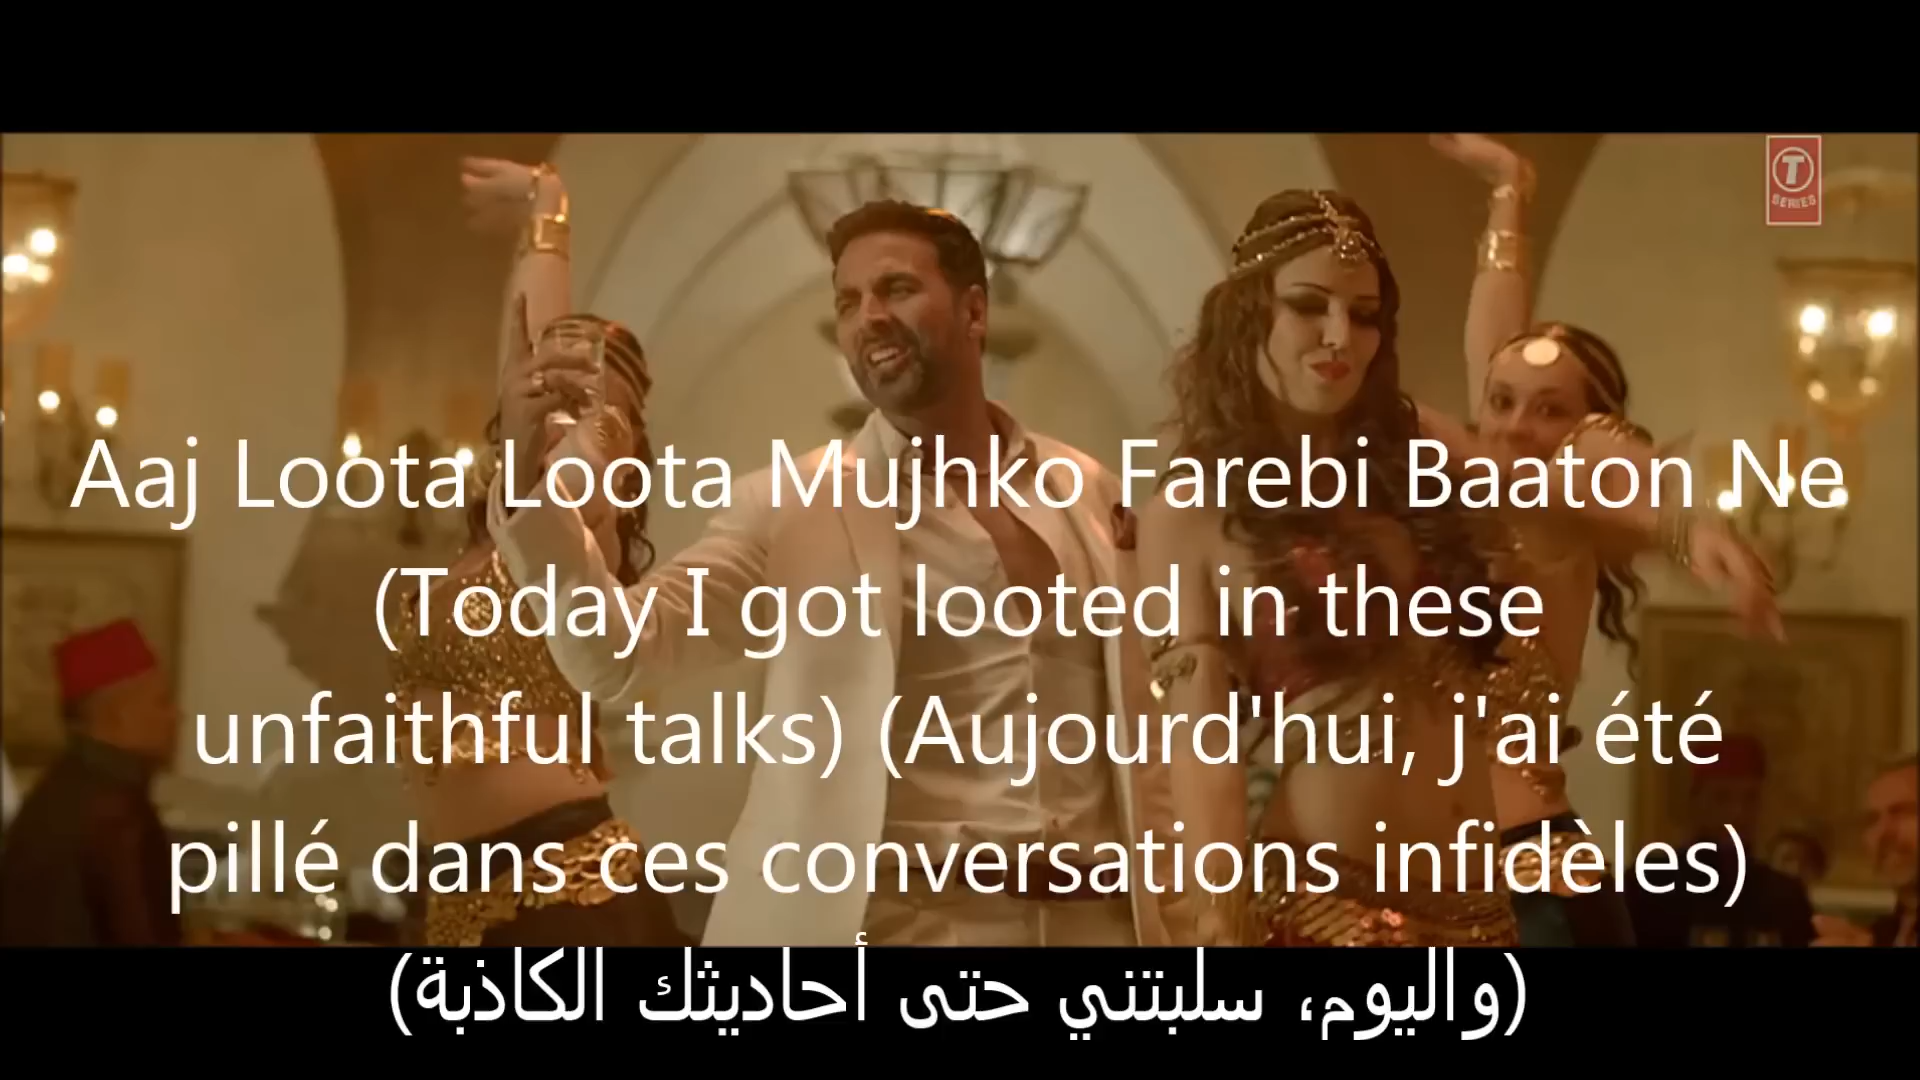 T
SERIES
Aaj Loota Loota Mujhko Farebi Baaton Ne
(Today I got looted in these
unfaithful talks) (Aujourd'hui, j'ai été
pillé dans ces conversations infidèles)
(واليوم، سلبتني حتى أحاديثك الكاذبة)